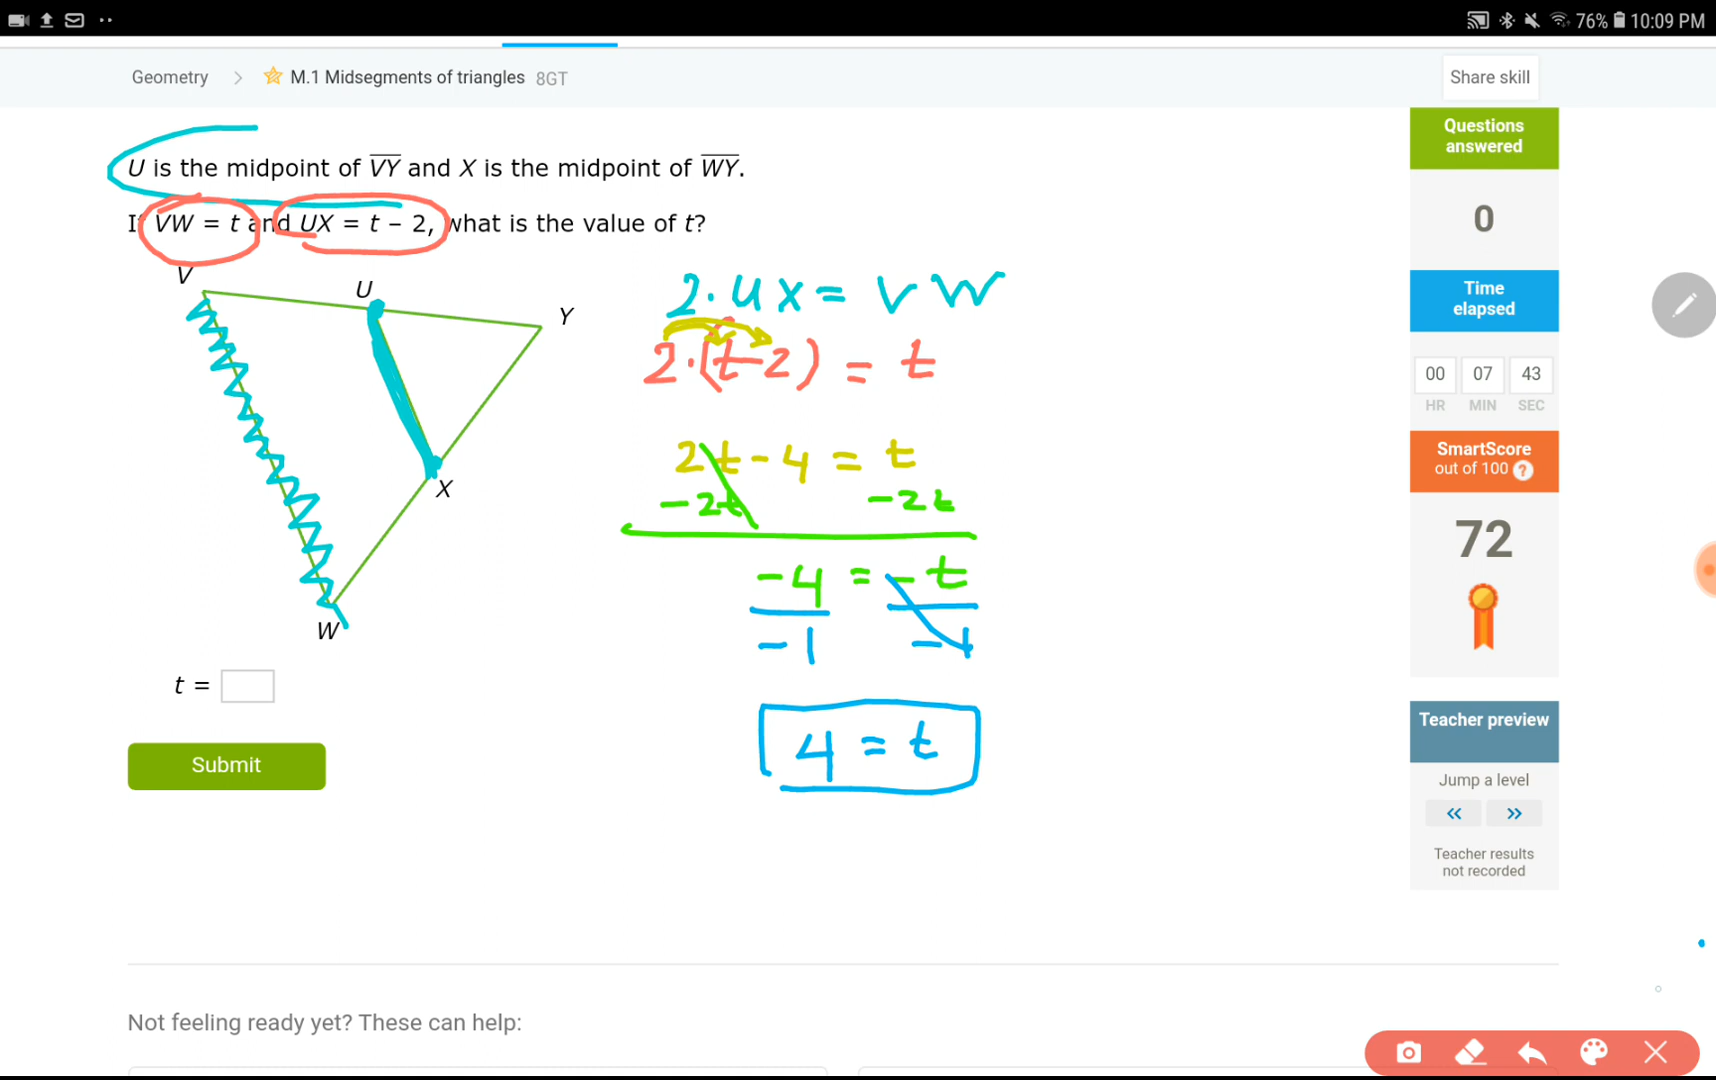 76% 10:09 PM
Geometry > M.1 Midsegments of triangles 8GT
Share skill
U is the midpoint of VY and X is the midpoint of WY.
If VW = t and UX = t − 2, what is the value of t?
V
U
Y
X
W
2·UX = VW
2·(t−2) = t
2t − 4 = t
−2t −2t
−4 = −t
−1 −1
4 = t
t =
Submit
Questions
answered
0
Time
elapsed
00 07 43
HR MIN SEC
SmartScore
out of 100 ?
72
Teacher preview
Jump a level
Teacher results
not recorded
Not feeling ready yet? These can help: